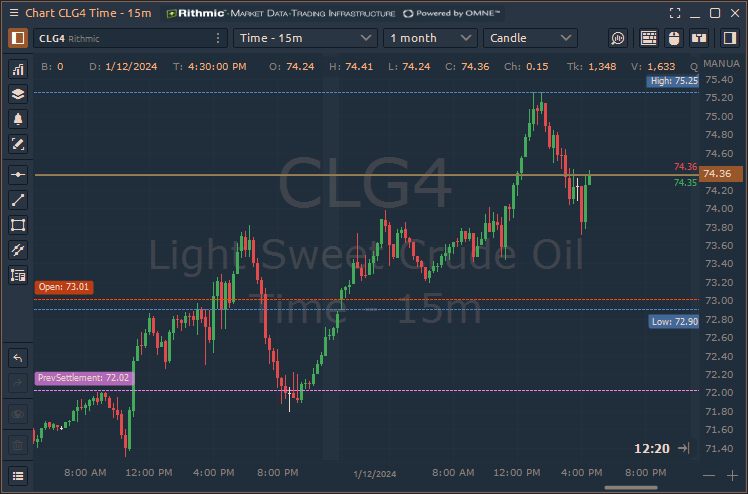 Chart CLG4 Time - 15m
Rithmic™-MARKET DATA-TRADING INFRASTRUCTURE Powered by OMNE™
CLG4 Rithmic
Time - 15m
1 month
Candle
B: 0 D: 1/12/2024 T: 4:30:00 PM O: 74.24 H: 74.41 L: 74.24 C: 74.36 Ch: 0.15 Tk: 1,348 V: 1,633 Q
MANUA
75.40
High: 75.25
75.20
75.00
74.80
74.60
74.36
74.36
74.35
74.20
74.00
73.80
73.60
73.40
73.20
73.00
72.80
72.60
72.40
72.20
72.00
71.80
71.60
71.40
CLG4
Light Sweet Crude Oil
Time - 15m
Open: 73.01
Low: 72.90
PrevSettlement: 72.02
12:20
8:00 AM 12:00 PM 4:00 PM 8:00 PM 1/12/2024 8:00 AM 12:00 PM 4:00 PM 8:00 PM